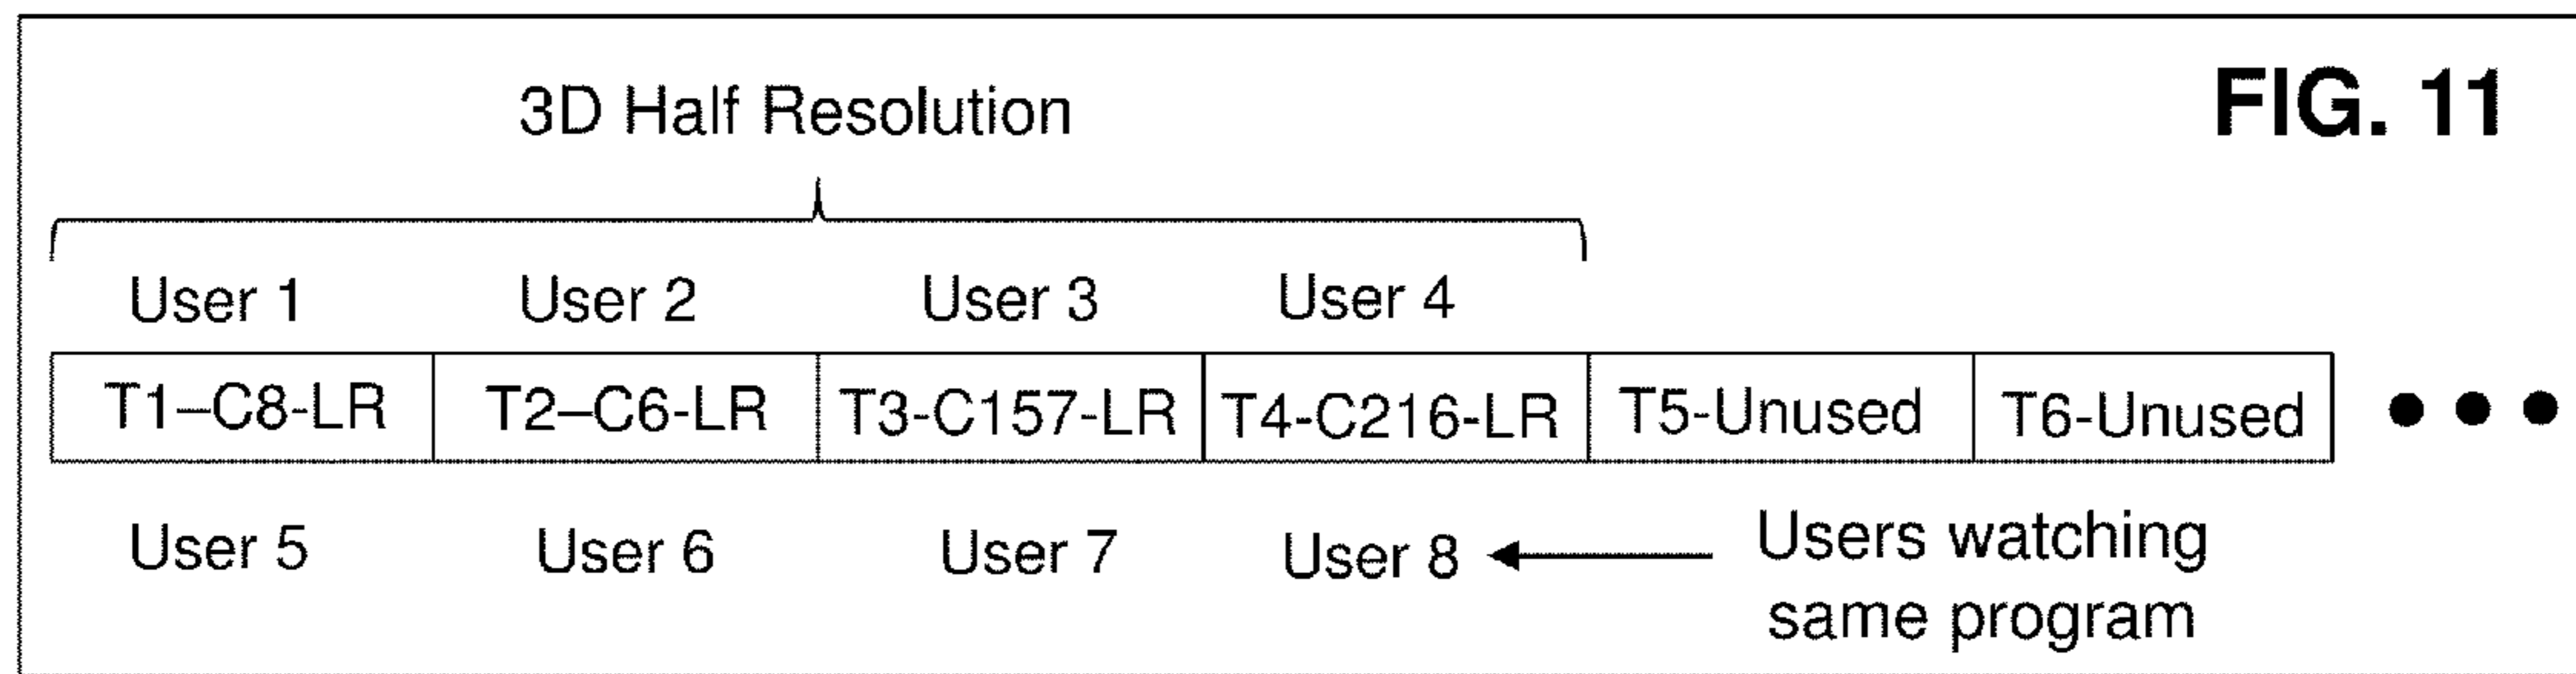 FIG. 11
3D Half Resolution
User 1 User 2 User 3 User 4
T1–C8-LR T2–C6-LR T3-C157-LR T4-C216-LR T5-Unused T6-Unused
User 5 User 6 User 7 User 8 Users watching
same program